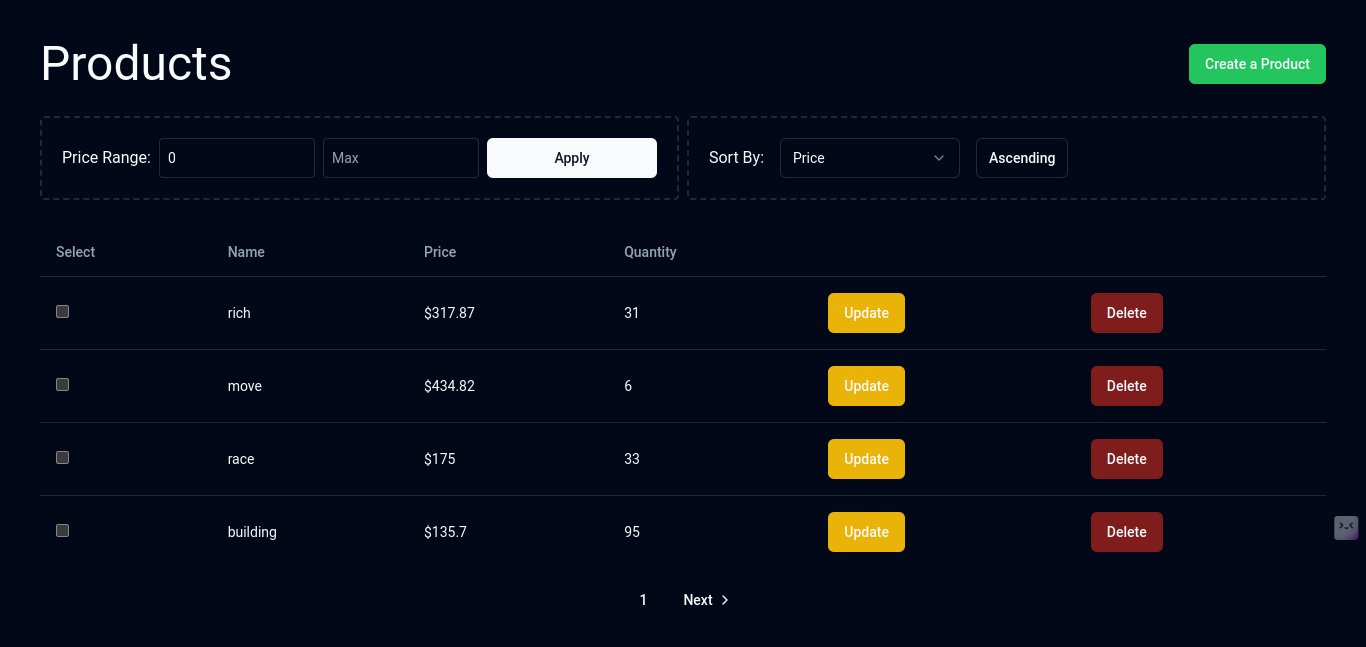 Products
Create a Product
Price Range: 0 Max Apply
Sort By: Price Ascending
Select Name Price Quantity
rich $317.87 31 Update Delete
move $434.82 6 Update Delete
race $175 33 Update Delete
building $135.7 95 Update Delete
1 Next